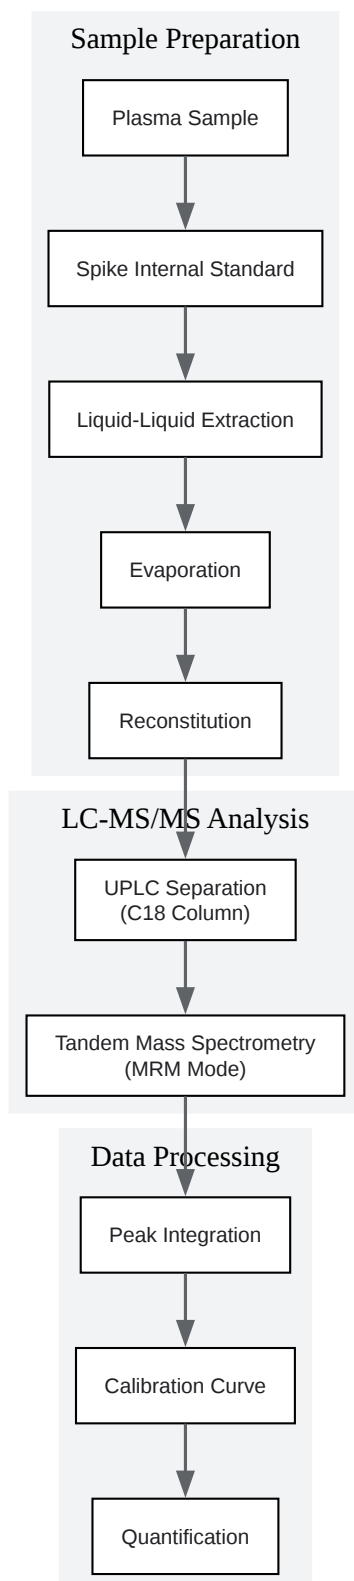 Sample Preparation
Plasma Sample
Spike Internal Standard
Liquid-Liquid Extraction
Evaporation
Reconstitution
LC-MS/MS Analysis
UPLC Separation
(C18 Column)
Tandem Mass Spectrometry
(MRM Mode)
Data Processing
Peak Integration
Calibration Curve
Quantification